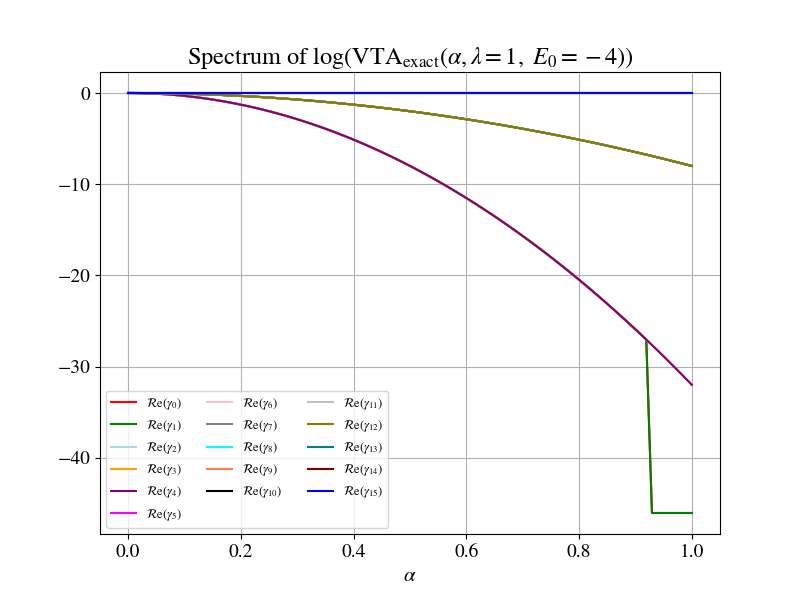 Spectrum of log(VTA_exact(α, λ = 1, E_0 = −4))
0
−10
−20
−30
−40
0.0 0.2 0.4 0.6 0.8 1.0
α
ℛe(γ_0) ℛe(γ_6) ℛe(γ_11)
ℛe(γ_1) ℛe(γ_7) ℛe(γ_12)
ℛe(γ_2) ℛe(γ_8) ℛe(γ_13)
ℛe(γ_3) ℛe(γ_9) ℛe(γ_14)
ℛe(γ_4) ℛe(γ_10) ℛe(γ_15)
ℛe(γ_5)